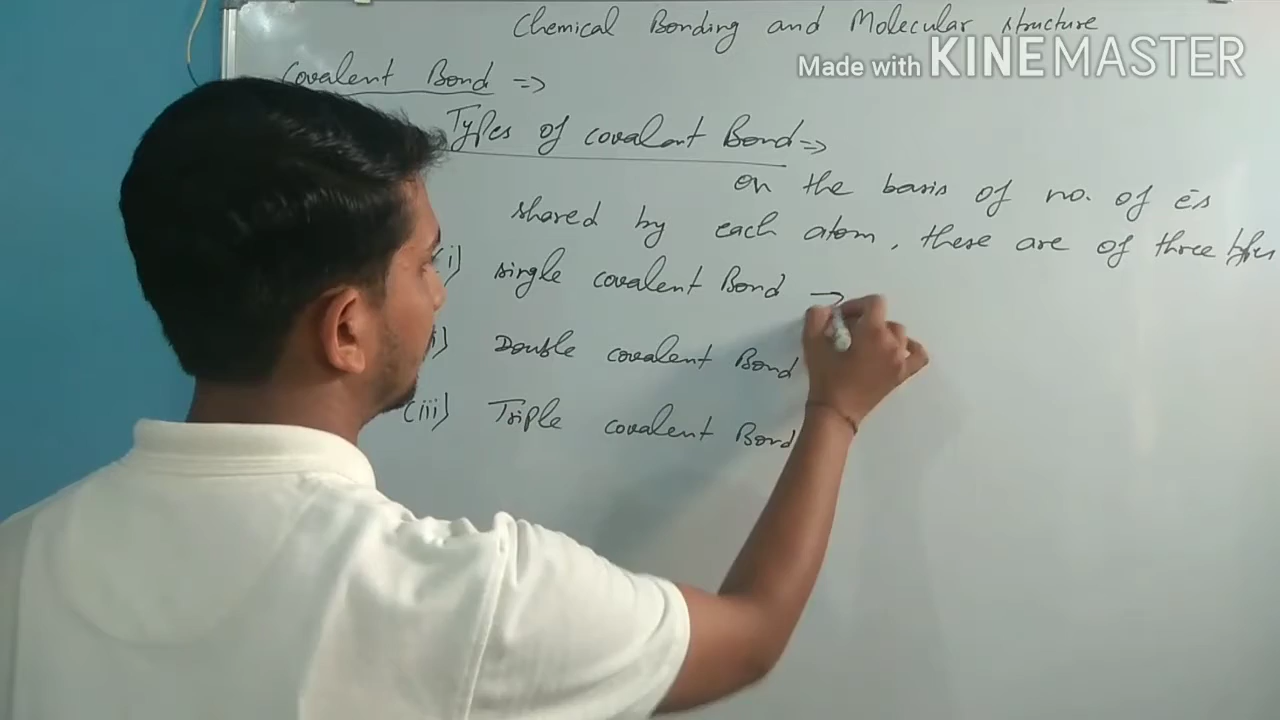 Chemical Bonding and Molecular structure
Made with KINEMASTER
Covalent Bond =>
Types of covalent Bond =>
on the basis of no. of ēs
shared by each atom, these are of three types
(i) single covalent Bond →
i) Double covalent Bond
(iii) Triple covalent Bond